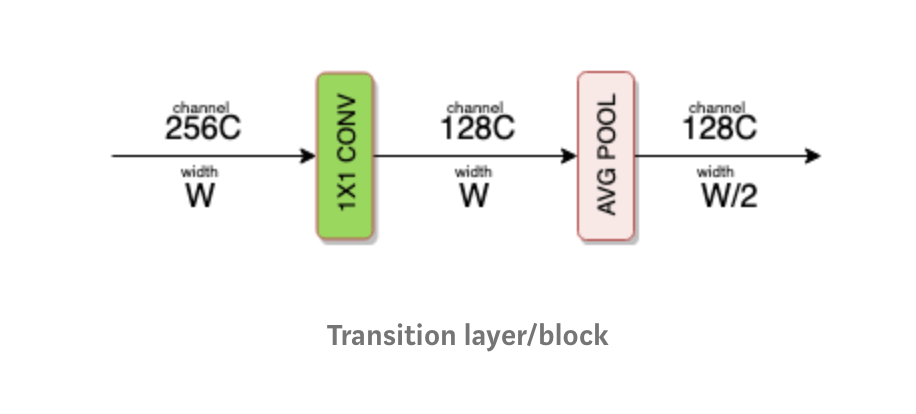 channel
256C
width
W
1X1 CONV
channel
128C
width
W
AVG POOL
channel
128C
width
W/2
Transition layer/block